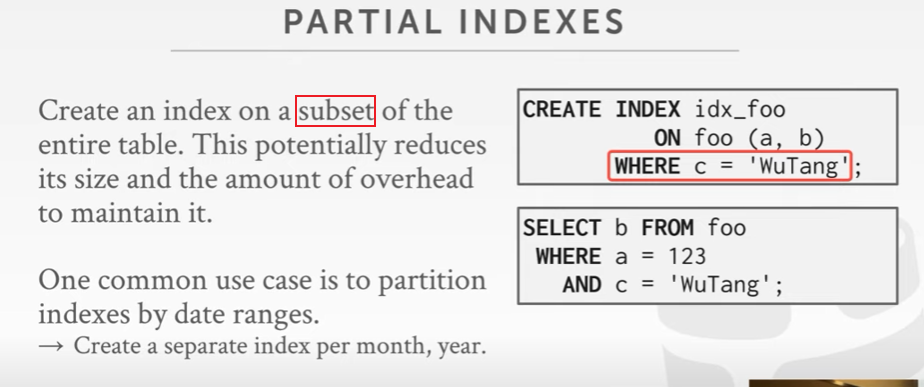 PARTIAL INDEXES
Create an index on a subset of the
entire table. This potentially reduces
its size and the amount of overhead
to maintain it.
One common use case is to partition
indexes by date ranges.
→ Create a separate index per month, year.
CREATE INDEX idx_foo
ON foo (a, b)
WHERE c = 'WuTang';
SELECT b FROM foo
WHERE a = 123
AND c = 'WuTang';